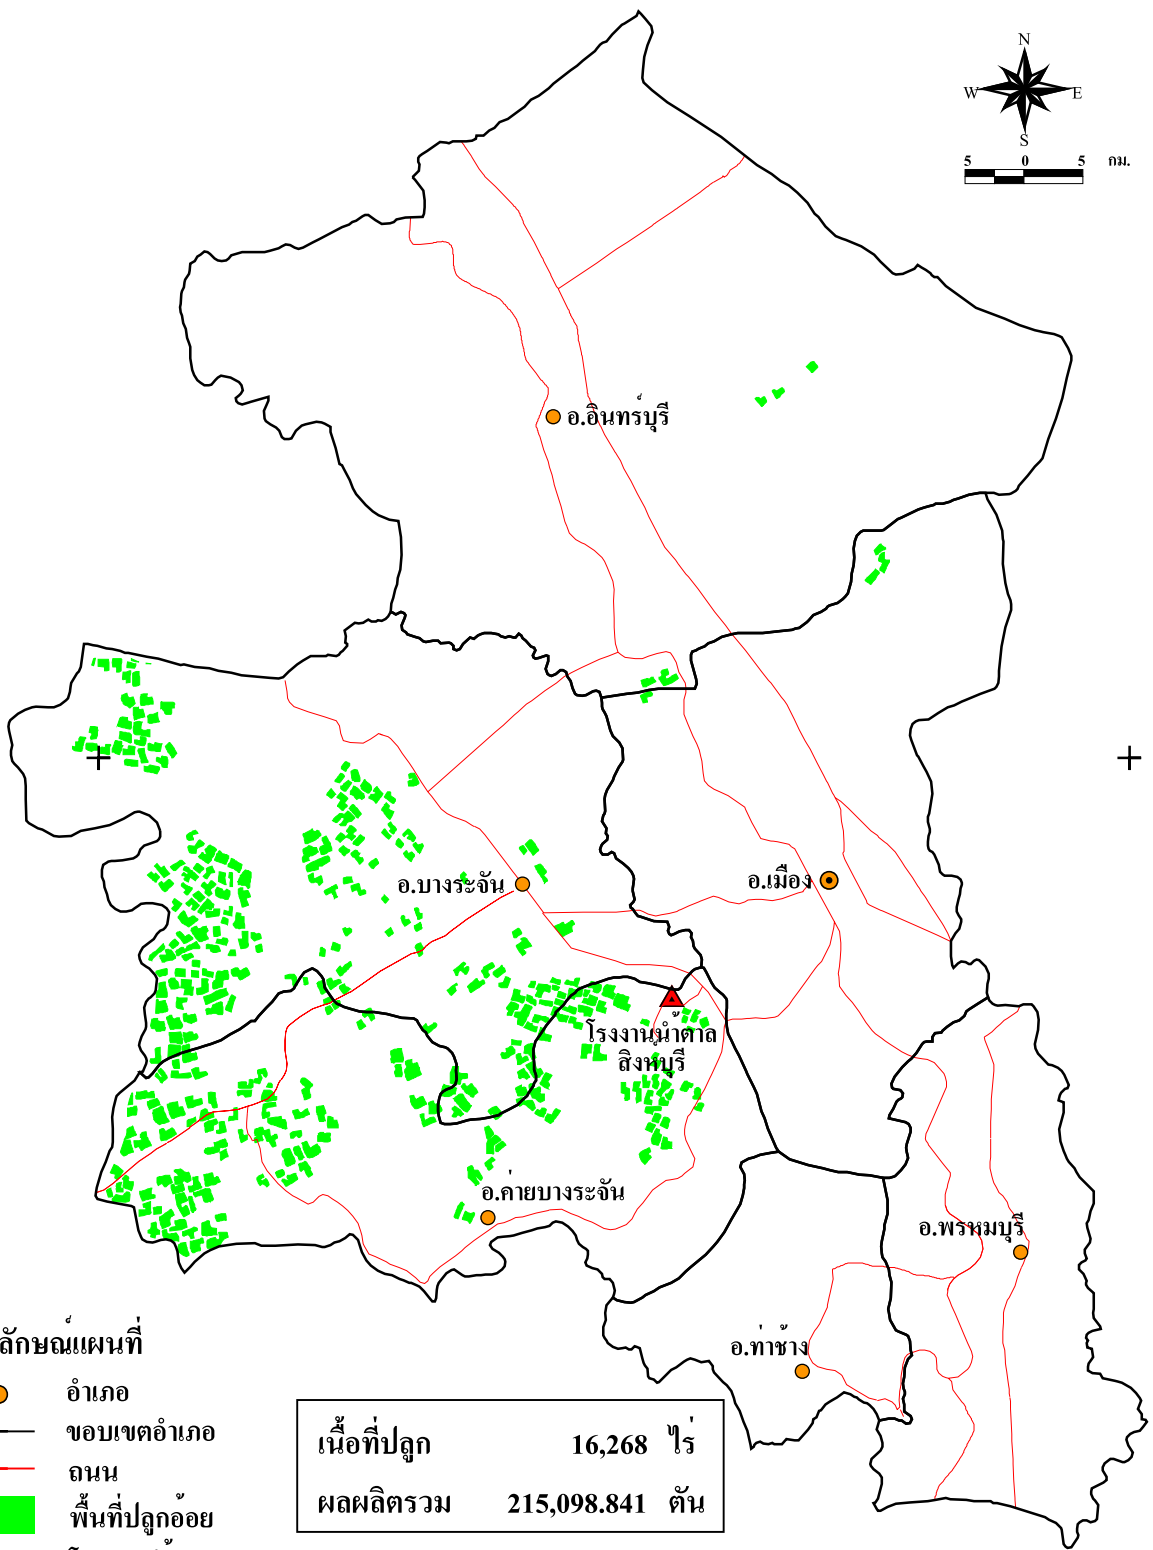 N
W E
S
5 0 5 กม.
อ.อินทร์บุรี
อ.เมือง
อ.บางระจัน
โรงงานน้ำตาล
สิงห์บุรี
อ.ค่ายบางระจัน
อ.พรหมบุรี
อ.ท่าช้าง
ลักษณ์แผนที่
อำเภอ
ขอบเขตอำเภอ
ถนน
พื้นที่ปลูกอ้อย
เนื้อที่ปลูก 16,268 ไร่
ผลผลิตรวม 215,098.841 ตัน